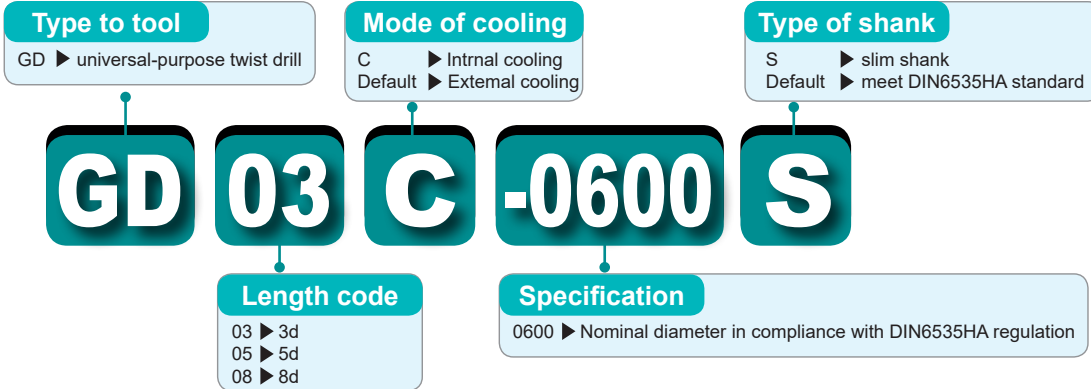 Type to tool
GD ▶ universal-purpose twist drill
Mode of cooling
C ▶ Intrnal cooling
Default ▶ Extemal cooling
Type of shank
S ▶ slim shank
Default ▶ meet DIN6535HA standard
GD 03 C -0600 S
Length code
03 ▶ 3d
05 ▶ 5d
08 ▶ 8d
Specification
0600 ▶ Nominal diameter in compliance with DIN6535HA regulation